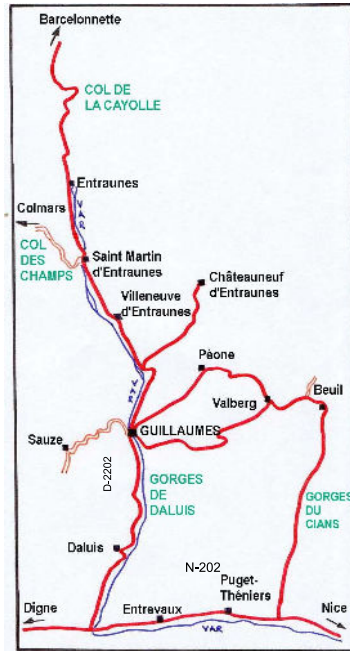 Barcelonnette
COL DE
LA CAYOLLE
Entraunes
VAR
Colmars
COL
DES
CHAMPS
Saint Martin
d'Entraunes
Châteauneuf
d'Entraunes
Villeneuve
d'Entraunes
VAR
Pèone
Beuil
Valberg
GUILLAUMES
Sauze
D-2202
GORGES
DE
DALUIS
GORGES
DU
CIANS
Daluis
N-202
Puget-
Théniers
Digne
Entrevaux
Nice
VAR